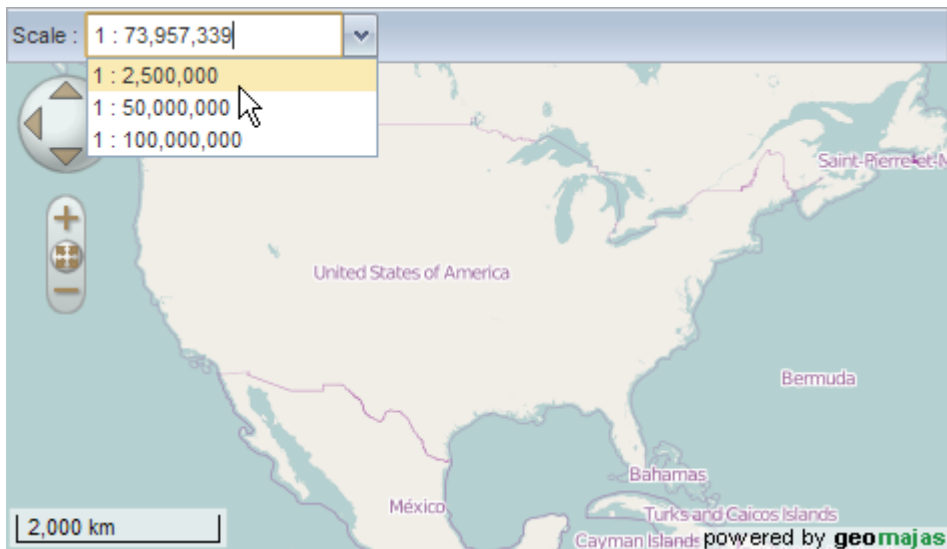 Scale : 1 : 73,957,339
1 : 2,500,000
1 : 50,000,000
1 : 100,000,000
Saint-Pierre-et-M
United States of America
Bermuda
Bahamas
México
Turks and Caicos Islands
2,000 km
Cayman Islands
powered by geomajas